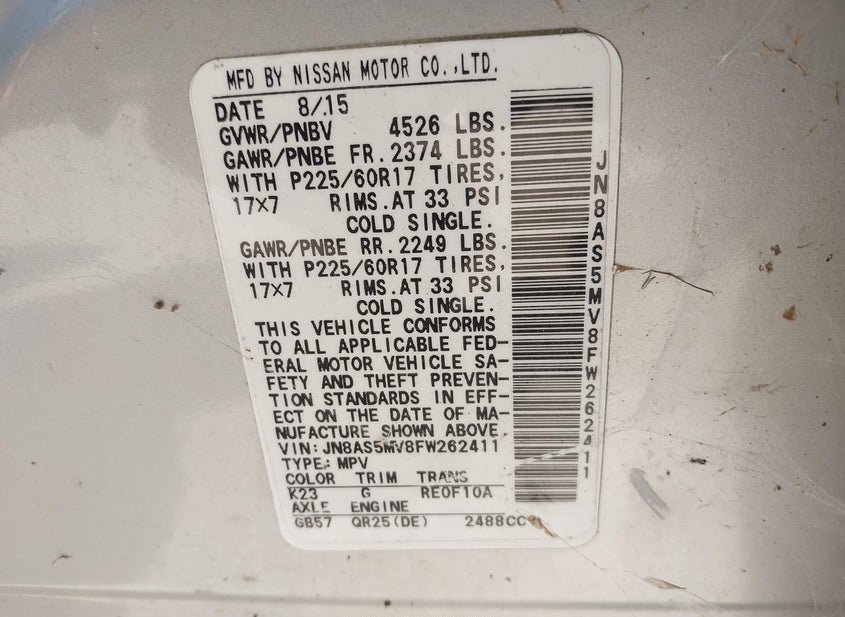 MFD BY NISSAN MOTOR CO.,LTD.
DATE 8/15
GVWR/PNBV 4526 LBS.
GAWR/PNBE FR. 2374 LBS.
WITH P225/60R17 TIRES,
17X7 RIMS.AT 33 PSI
COLD SINGLE.
GAWR/PNBE RR. 2249 LBS.
WITH P225/60R17 TIRES,
17X7 RIMS.AT 33 PSI
COLD SINGLE.
THIS VEHICLE CONFORMS
TO ALL APPLICABLE FED-
ERAL MOTOR VEHICLE SA-
FETY AND THEFT PREVEN-
TION STANDARDS IN EFF-
ECT ON THE DATE OF MA-
NUFACTURE SHOWN ABOVE
VIN: JN8AS5MV8FW262411
TYPE: MPV
COLOR TRIM TRANS
K23 G RE0F10A
AXLE ENGINE
GB57 QR25(DE) 2488CC
JN8AS5MV8FW262411